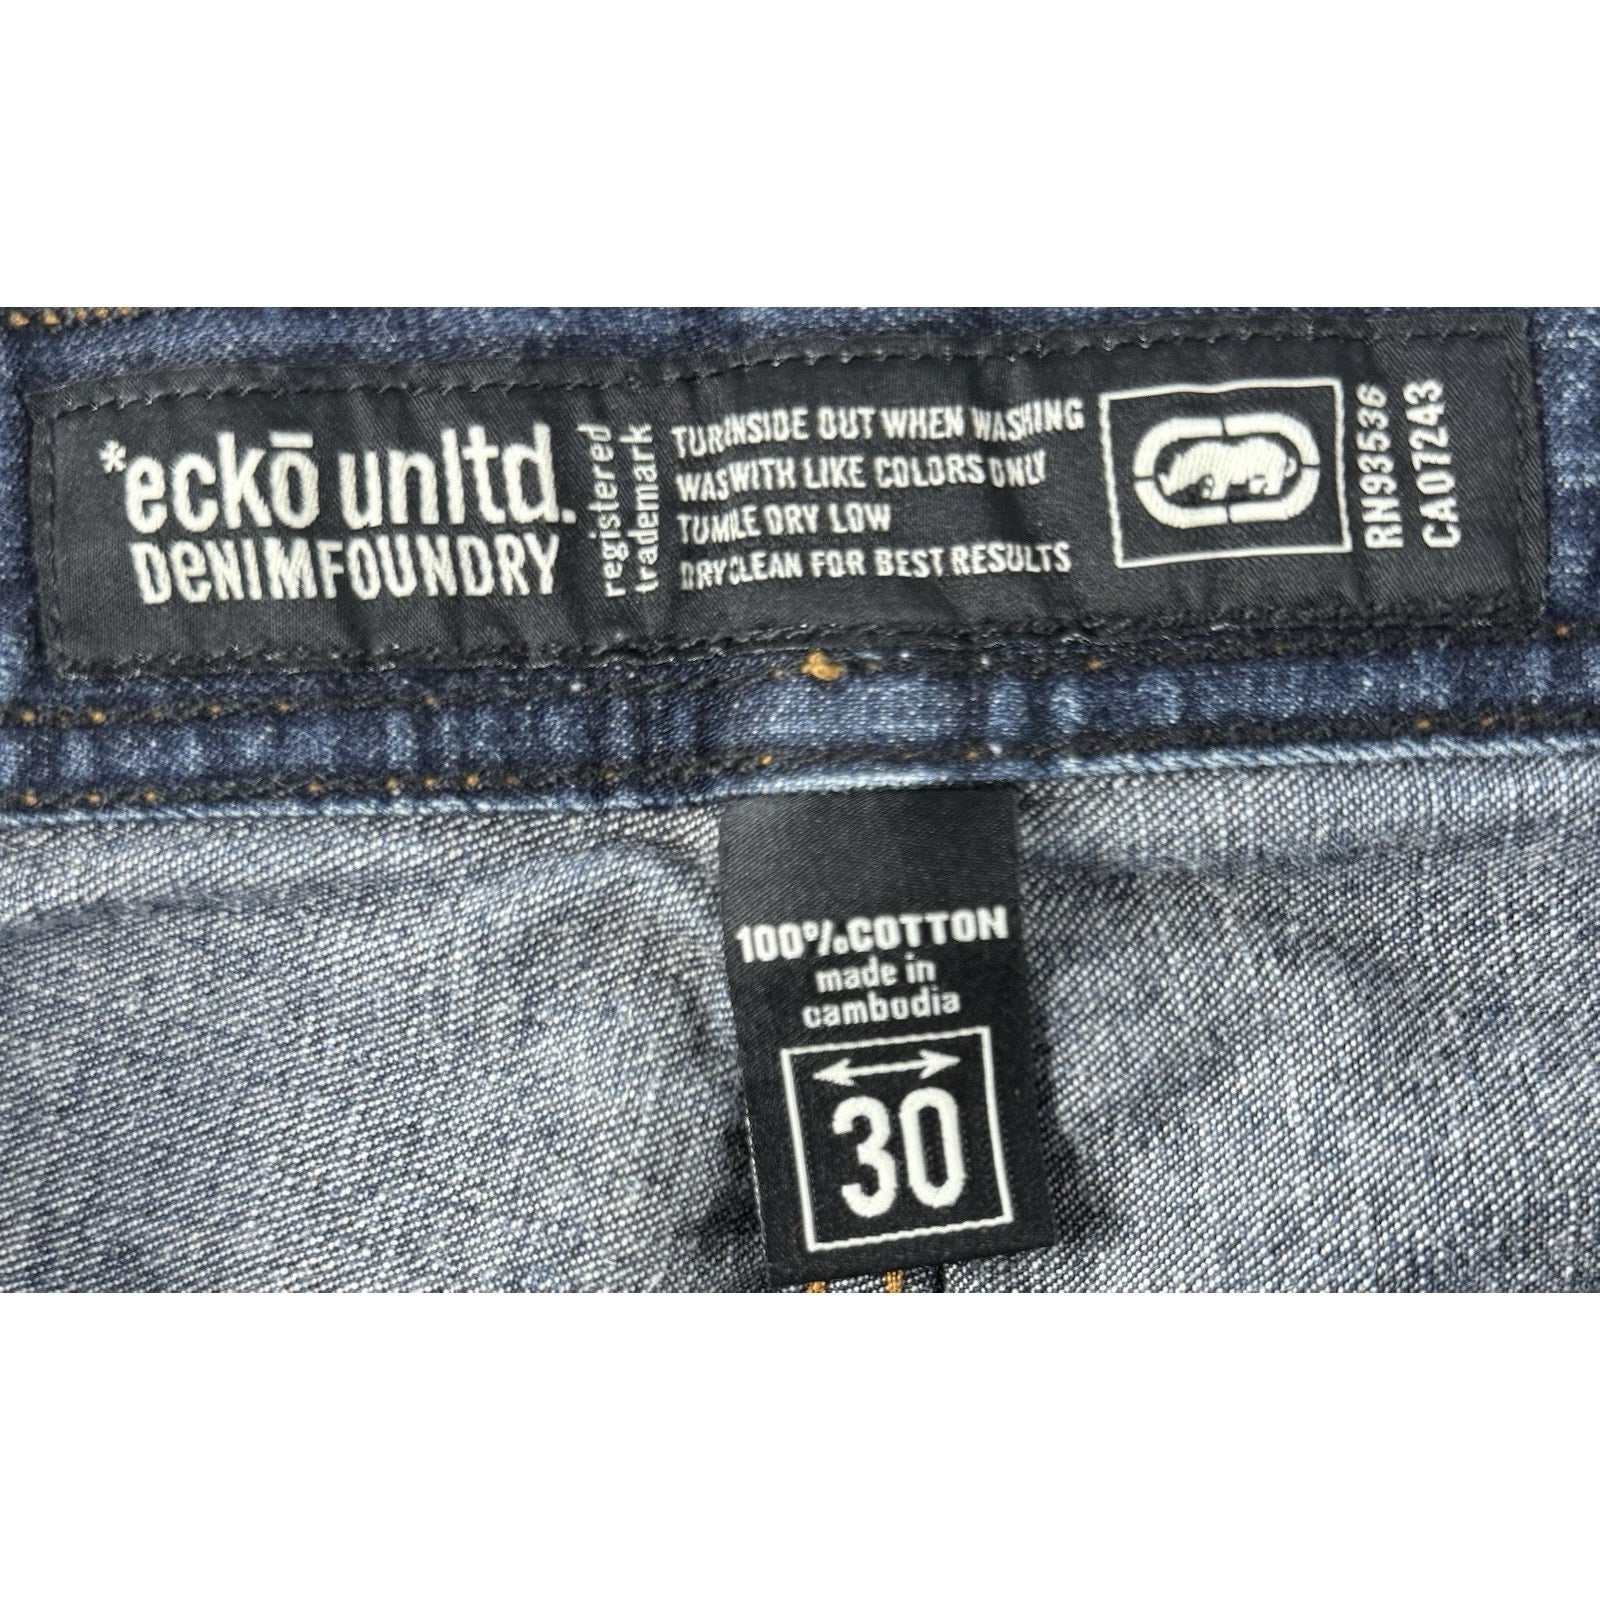 *eckō unltd.
DeNIMFOUNDRY
registered
trademark
TURINSIDE OUT WHEN WASHING
WASWITH LIKE COLORS ONLY
TUMLE DRY LOW
DRYCLEAN FOR BEST RESULTS
RN93536
CA07243
100%COTTON
made in
cambodia
30